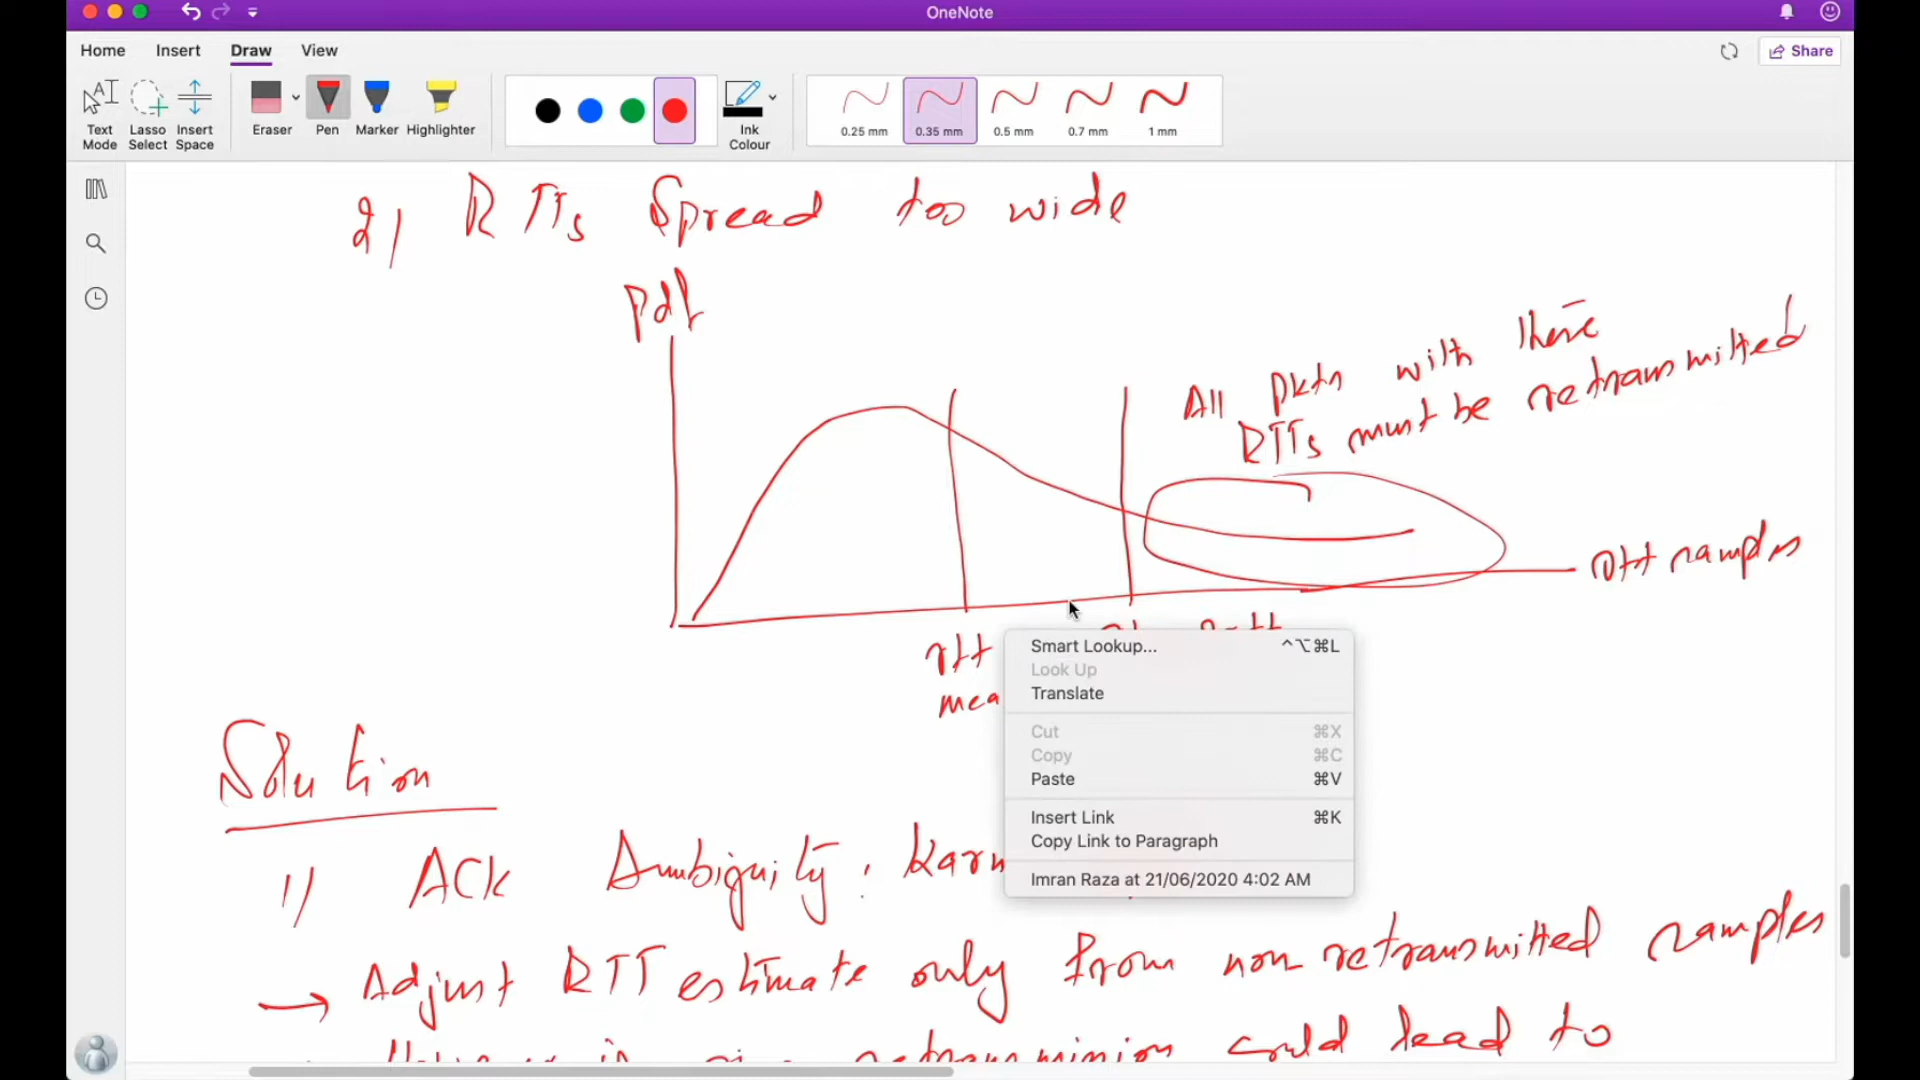 OneNote
Home Insert Draw View
Share
Text Mode
Lasso Select
Insert Space
Eraser
Pen
Marker
Highlighter
Ink Colour
0.25 mm
0.35 mm
0.5 mm
0.7 mm
1 mm
2) RTTs Spread too wide
pdf
All pkts with there
RTTs must be retransmitted
rtt samples
rtt
mea
Smart Lookup... ^⌥⌘L
Look Up
Translate
Cut ⌘X
Copy ⌘C
Paste ⌘V
Insert Link ⌘K
Copy Link to Paragraph
Imran Raza at 21/06/2020 4:02 AM
Solution
1) ACK Ambiguity: Karn
→ Adjust RTT estimate only from non retransmitted samples
could lead to